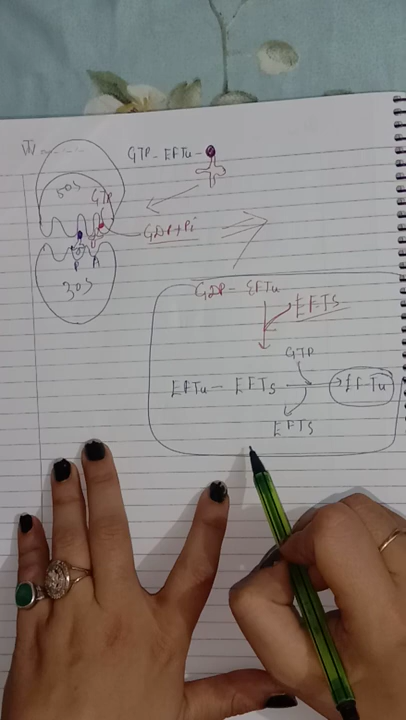 GTP - EFTu -
50s
GTP
GDP+Pi
P A
30s
GDP - EFTu
EFTS
GTP
EFTu - EFTs
EFTu
EFTS